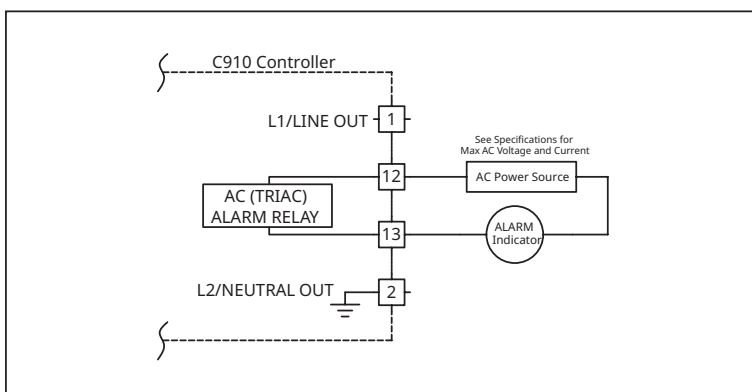 C910 Controller
L1/LINE OUT
1
See Specifications for
Max AC Voltage and Current
12
AC Power Source
AC (TRIAC)
ALARM RELAY
13
ALARM
Indicator
L2/NEUTRAL OUT
2